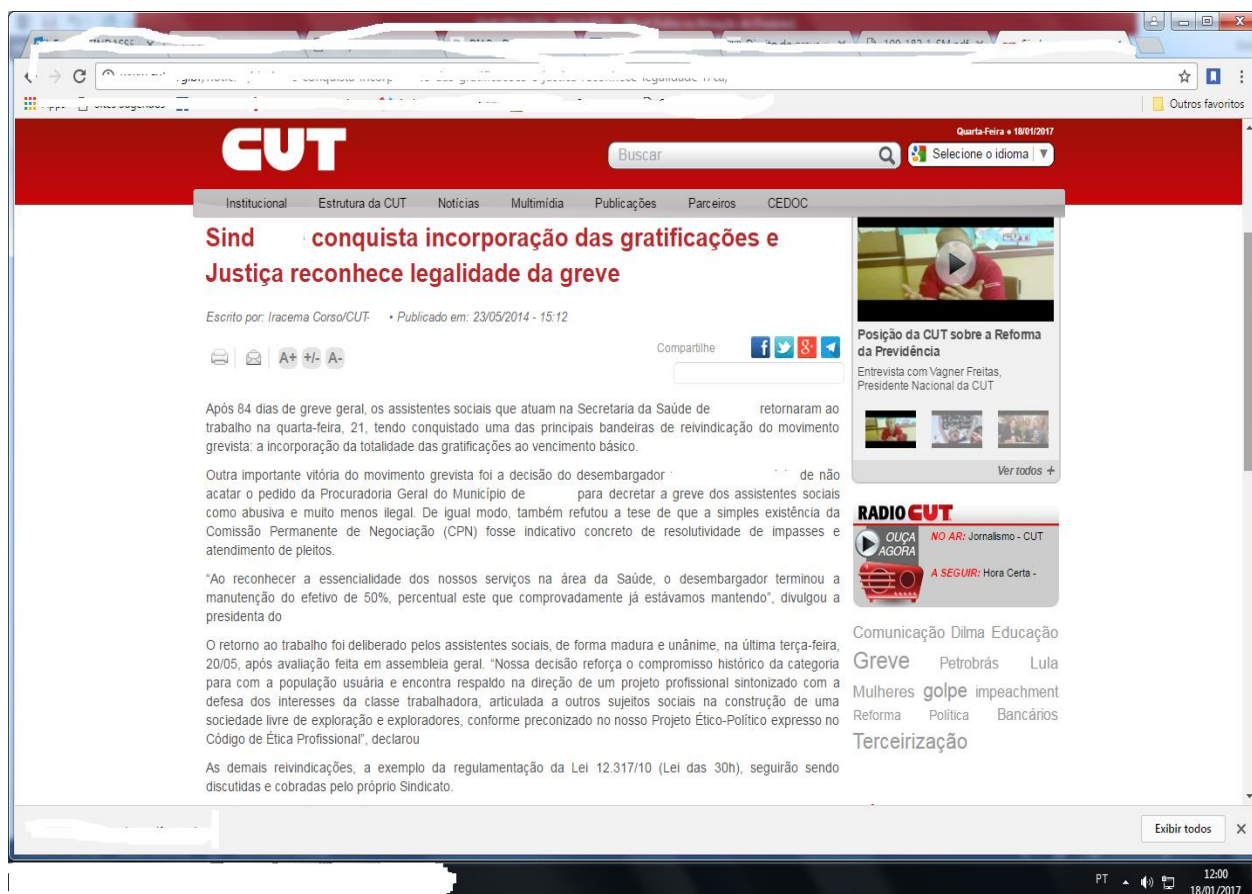 Outros favoritos
CUT
Quarta-Feira • 18/01/2017
Buscar
Selecione o idioma ▼
Institucional Estrutura da CUT Notícias Multimídia Publicações Parceiros CEDOC
Sind conquista incorporação das gratificações e
Justiça reconhece legalidade da greve
Escrito por: Iracema Corso/CUT- • Publicado em: 23/05/2014 - 15:12
A+ +/- A-
Compartilhe
Após 84 dias de greve geral, os assistentes sociais que atuam na Secretaria da Saúde de retornaram ao
trabalho na quarta-feira, 21, tendo conquistado uma das principais bandeiras de reivindicação do movimento
grevista: a incorporação da totalidade das gratificações ao vencimento básico.
Outra importante vitória do movimento grevista foi a decisão do desembargador de não
acatar o pedido da Procuradoria Geral do Município de para decretar a greve dos assistentes sociais
como abusiva e muito menos ilegal. De igual modo, também refutou a tese de que a simples existência da
Comissão Permanente de Negociação (CPN) fosse indicativo concreto de resolutividade de impasses e
atendimento de pleitos.
“Ao reconhecer a essencialidade dos nossos serviços na área da Saúde, o desembargador terminou a
manutenção do efetivo de 50%, percentual este que comprovadamente já estávamos mantendo”, divulgou a
presidenta do
O retorno ao trabalho foi deliberado pelos assistentes sociais, de forma madura e unânime, na última terça-feira,
20/05, após avaliação feita em assembleia geral. “Nossa decisão reforça o compromisso histórico da categoria
para com a população usuária e encontra respaldo na direção de um projeto profissional sintonizado com a
defesa dos interesses da classe trabalhadora, articulada a outros sujeitos sociais na construção de uma
sociedade livre de exploração e exploradores, conforme preconizado no nosso Projeto Ético-Político expresso no
Código de Ética Profissional”, declarou
As demais reivindicações, a exemplo da regulamentação da Lei 12.317/10 (Lei das 30h), seguirão sendo
discutidas e cobradas pelo próprio Sindicato.
Posição da CUT sobre a Reforma
da Previdência
Entrevista com Vagner Freitas,
Presidente Nacional da CUT
Ver todos +
RADIO CUT
OUÇA
AGORA
NO AR: Jornalismo - CUT
A SEGUIR: Hora Certa -
Comunicação Dilma Educação
Greve Petrobrás Lula
Mulheres golpe impeachment
Reforma Política Bancários
Terceirização
Exibir todos X
PT 12:00
18/01/2017